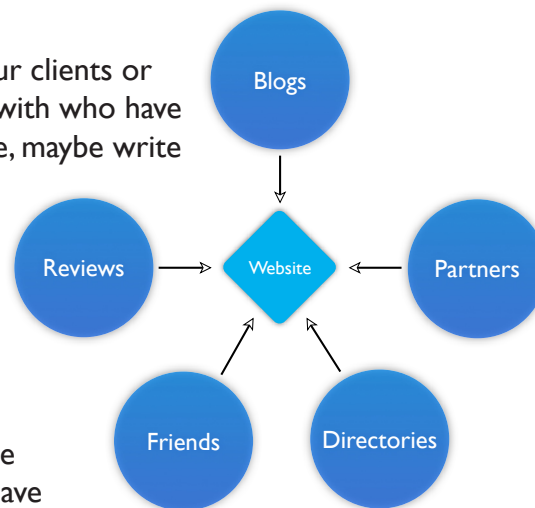 ur clients or
with who have
e, maybe write
Blogs
Reviews
Website
Partners
Friends
Directories
e
ave